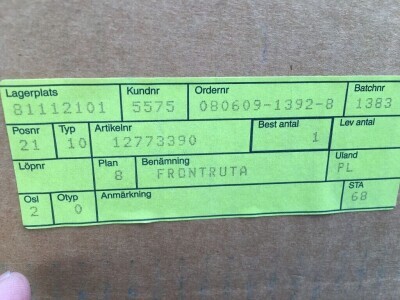 Lagerplats Kundnr Ordernr Batchnr
81112101 5575 080609-1392-8 1383
Posnr Typ Artikelnr Best antal Lev antal
21 10 12773390 1
Löpnr Plan Benämning Uland
8 FRONTRUTA PL
Osl Otyp Anmärkning STA
2 0 68